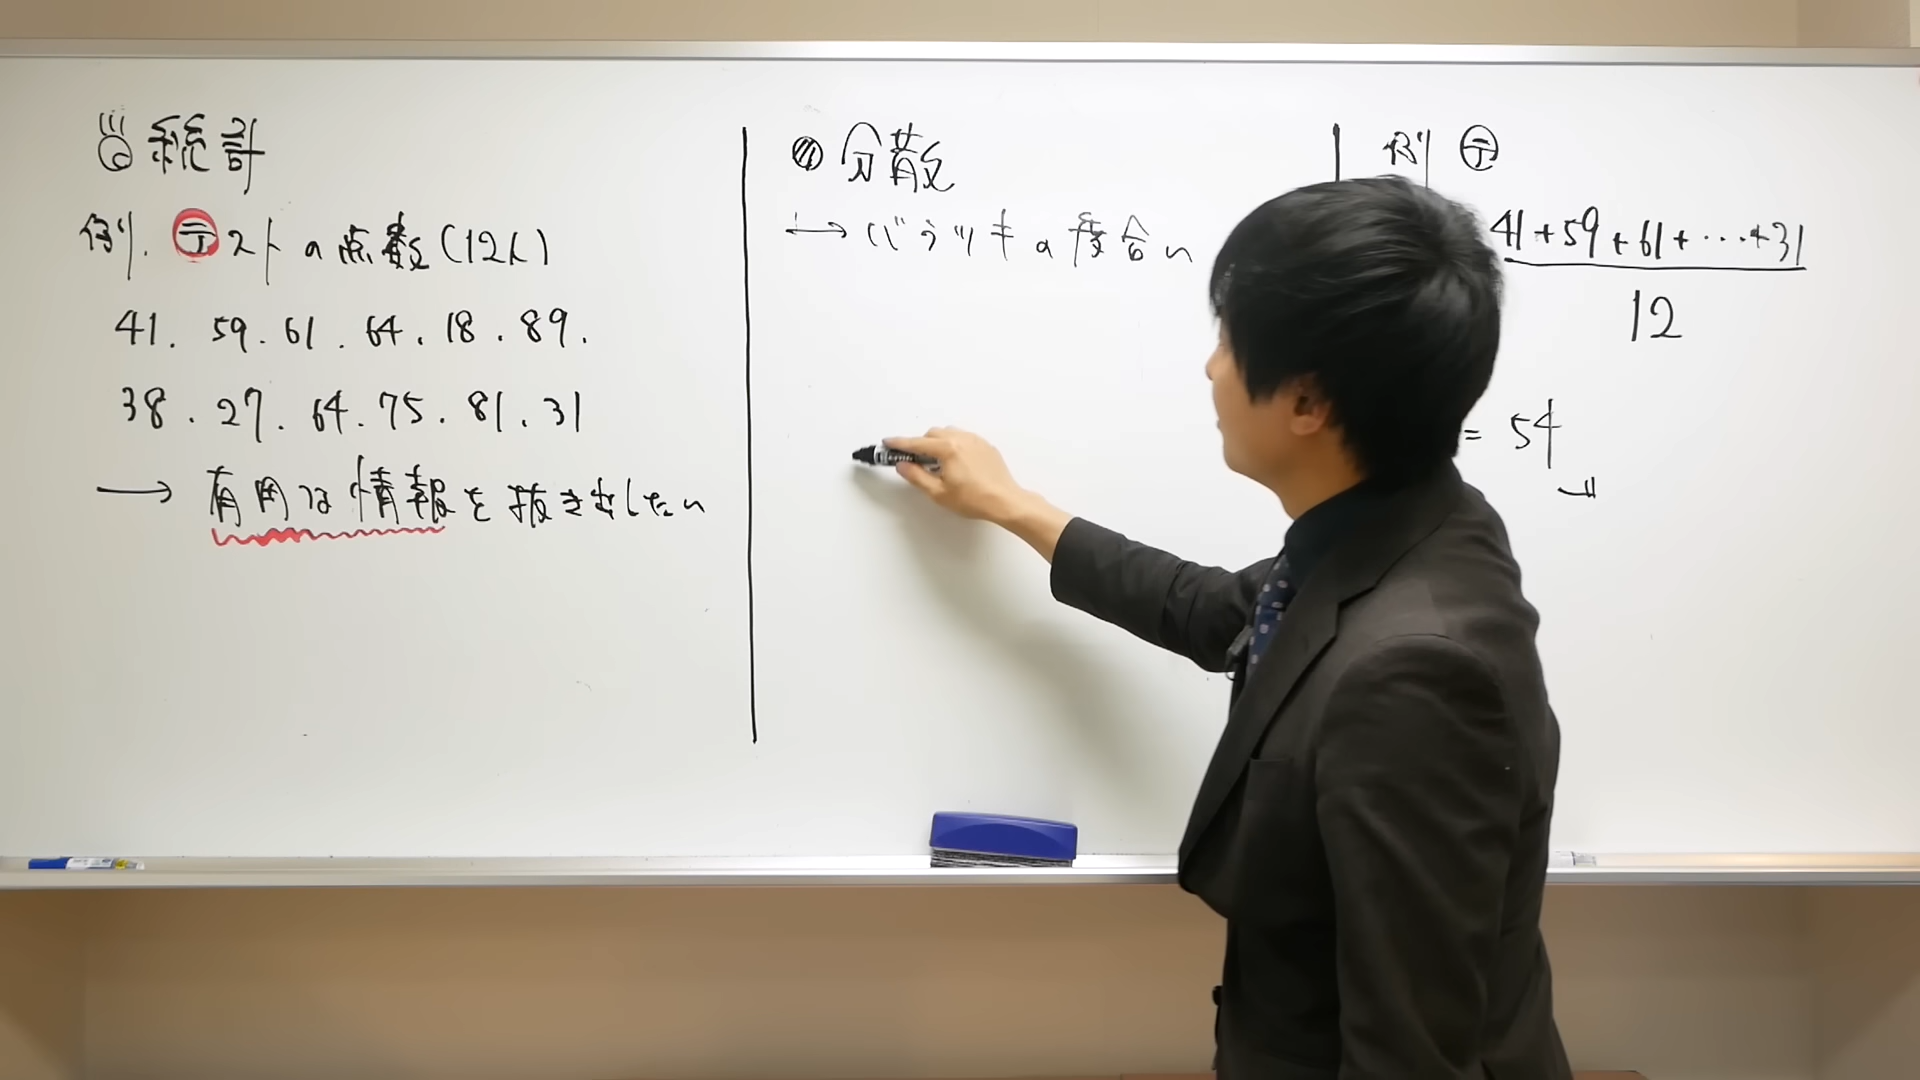 統計
例. テストの点数(12人)
41. 59. 61. 64. 18. 89.
38. 27. 64. 75. 81. 31
→ 有用な情報を抜き出したい
分散
↦ バラツキの度合い
例 テ
41+59+61+…+31
12
= 54